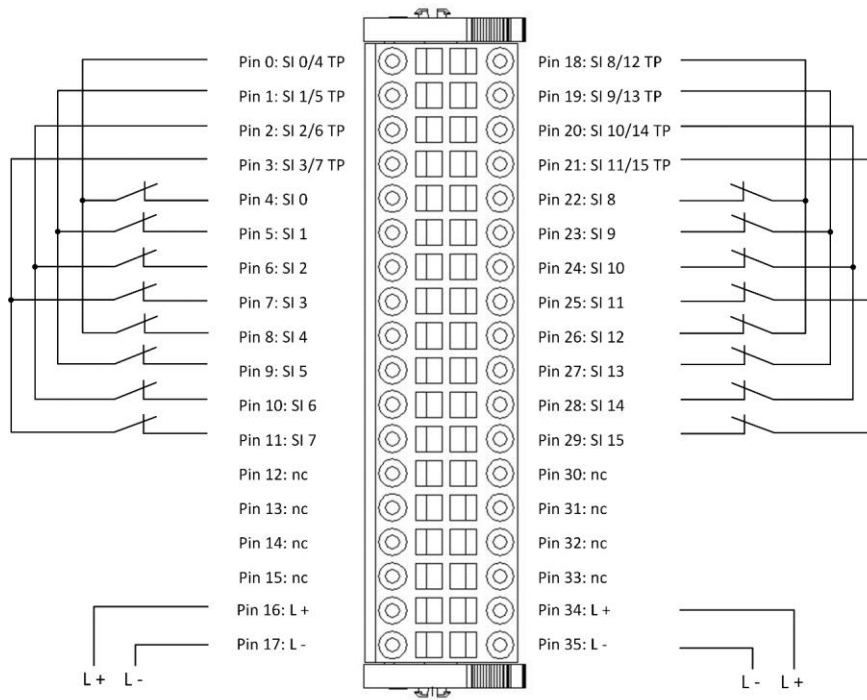 Pin 0: SI 0/4 TP
Pin 1: SI 1/5 TP
Pin 2: SI 2/6 TP
Pin 3: SI 3/7 TP
Pin 4: SI 0
Pin 5: SI 1
Pin 6: SI 2
Pin 7: SI 3
Pin 8: SI 4
Pin 9: SI 5
Pin 10: SI 6
Pin 11: SI 7
Pin 12: nc
Pin 13: nc
Pin 14: nc
Pin 15: nc
Pin 16: L +
Pin 17: L -
L + L -
Pin 18: SI 8/12 TP
Pin 19: SI 9/13 TP
Pin 20: SI 10/14 TP
Pin 21: SI 11/15 TP
Pin 22: SI 8
Pin 23: SI 9
Pin 24: SI 10
Pin 25: SI 11
Pin 26: SI 12
Pin 27: SI 13
Pin 28: SI 14
Pin 29: SI 15
Pin 30: nc
Pin 31: nc
Pin 32: nc
Pin 33: nc
Pin 34: L +
Pin 35: L -
L - L +